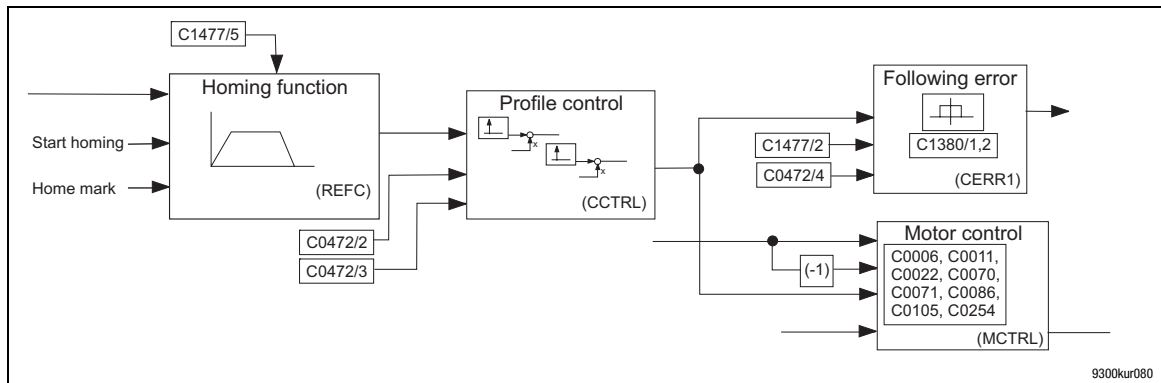 C1477/5
Homing function
Start homing
Home mark
(REFC)
C0472/2
C0472/3
Profile control
x
x
(CCTRL)
Following error
C1380/1,2
C1477/2
C0472/4
(CERR1)
Motor control
(-1)
C0006, C0011,
C0022, C0070,
C0071, C0086,
C0105, C0254
(MCTRL)
9300kur080